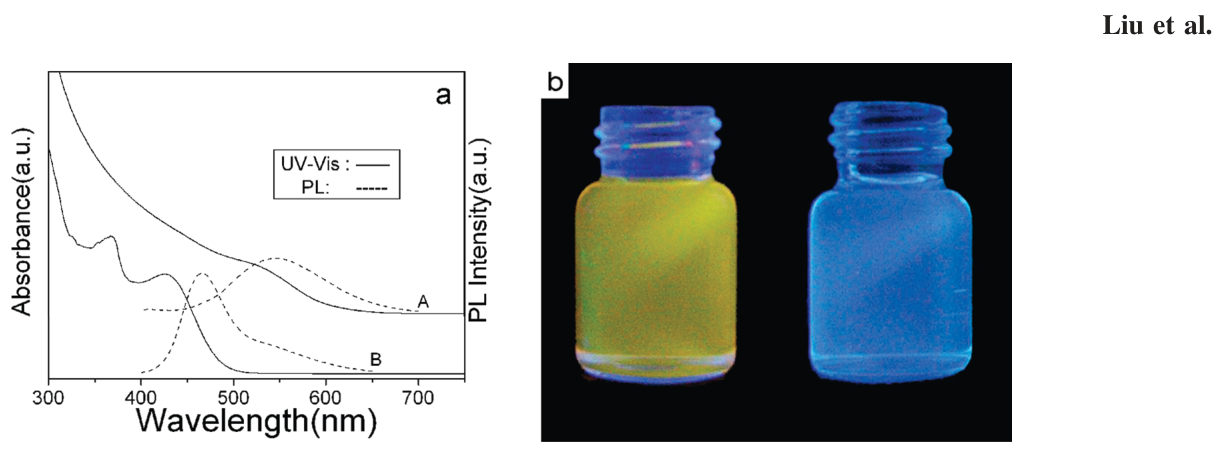 Liu et al.
a
b
UV-Vis :
PL:
Absorbance(a.u.)
PL Intensity(a.u.)
A
B
300 400 500 600 700
Wavelength(nm)